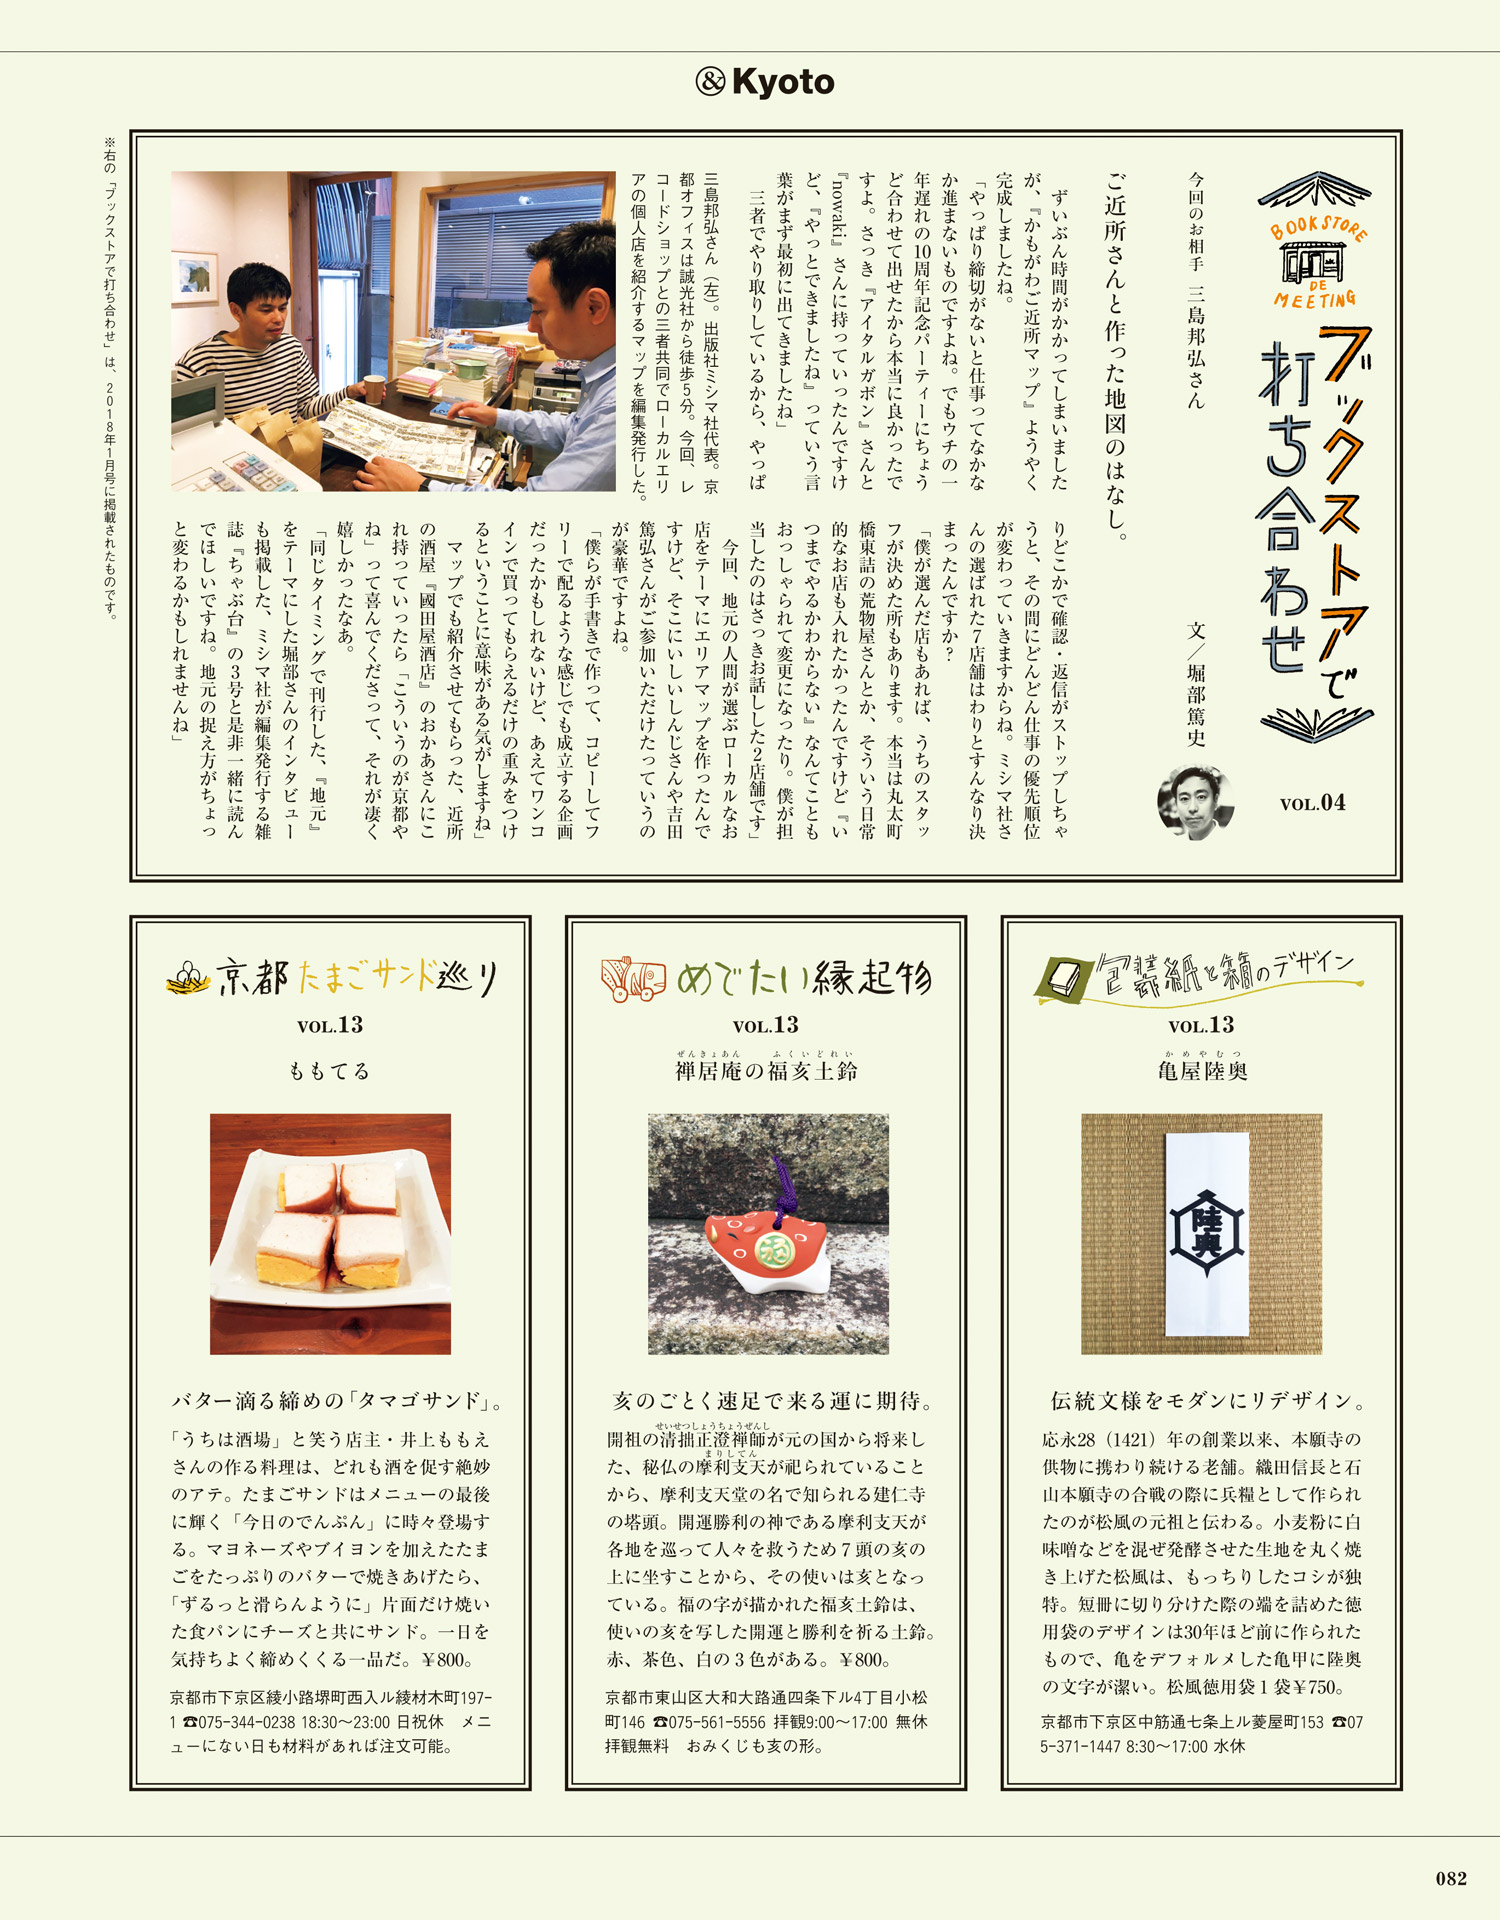 & Kyoto
BOOK STORE
DE
MEETING
ブックストアで
打ち合わせ
VOL.04
今回のお相手 三島邦弘さん
文／堀部篤史
ご近所さんと作った地図のはなし。
ずいぶん時間がかかってしまいました
が、『かもがわご近所マップ』ようやく
完成しましたね。
「やっぱり締切がないと仕事ってなかな
か進まないものですよね。でもウチの一
年遅れの10周年記念パーティーにちょう
ど合わせて出せたから本当に良かったで
すよ。さっき『アイタルガボン』さんと
『nowaki』さんに持っていったんですけ
ど、『やっとできましたね』っていう言
葉がまず最初に出てきましたね」
三者でやり取りしているから、やっぱ
りどこかで確認・返信がストップしちゃ
うと、その間にどんどん仕事の優先順位
が変わっていきますからね。ミシマ社さ
んの選ばれた７店舗はわりとすんなり決
まったんですか？
「僕が選んだ店もあれば、うちのスタッ
フが決めた所もあります。本当は丸太町
橋東詰の荒物屋さんとか、そういう日常
的なお店も入れたかったんですけど『い
つまでやるかわからない』なんてことも
おっしゃられて変更になったり。僕が担
当したのはさっきお話しした２店舗です」
今回、地元の人間が選ぶローカルなお
店をテーマにエリアマップを作ったんで
すけど、そこにいしいしんじさんや吉田
篤弘さんがご参加いただけたっていうの
が豪華ですよね。
「僕らが手書きで作って、コピーしてフ
リーで配るような感じでも成立する企画
だったかもしれないけど、あえてワンコ
インで買ってもらえるだけの重みをつけ
るということに意味がある気がしますね」
マップでも紹介させてもらった、近所
の酒屋『國田屋酒店』のおかあさんにこ
れ持っていったら「こういうのが京都や
ね」って喜んでくださって、それが凄く
嬉しかったなあ。
「同じタイミングで刊行した、『地元』
をテーマにした堀部さんのインタビュー
も掲載した、ミシマ社が編集発行する雑
誌『ちゃぶ台』の３号と是非一緒に読ん
でほしいですね。地元の捉え方がちょっ
と変わるかもしれませんね」
三島邦弘さん（左）。出版社ミシマ社代表。京
都オフィスは誠光社から徒歩５分。今回、レ
コードショップとの三者共同でローカルエリ
アの個人店を紹介するマップを編集発行した。
※右の「ブックストアで打ち合わせ」は、2018年1月号に掲載されたものです。
包装紙と箱のデザイン
VOL.13
かめやむつ
亀屋陸奥
陸奥
伝統文様をモダンにリデザイン。
応永28（1421）年の創業以来、本願寺の
供物に携わり続ける老舗。織田信長と石
山本願寺の合戦の際に兵糧として作られ
たのが松風の元祖と伝わる。小麦粉に白
味噌などを混ぜ発酵させた生地を丸く焼
き上げた松風は、もっちりしたコシが独
特。短冊に切り分けた際の端を詰めた徳
用袋のデザインは30年ほど前に作られた
もので、亀をデフォルメした亀甲に陸奥
の文字が潔い。松風徳用袋１袋￥750。
京都市下京区中筋通七条上ル菱屋町153 ☎07
5-371-1447 8:30～17:00 水休
めでたい縁起物
VOL.13
ぜんきょあん ふくいどれい
禅居庵の福亥土鈴
福
亥のごとく速足で来る運に期待。
せいせつしょうちょうぜんし
開祖の清拙正澄禅師が元の国から将来し
まりしてん
た、秘仏の摩利支天が祀られていること
から、摩利支天堂の名で知られる建仁寺
の塔頭。開運勝利の神である摩利支天が
各地を巡って人々を救うため７頭の亥の
上に坐すことから、その使いは亥となっ
ている。福の字が描かれた福亥土鈴は、
使いの亥を写した開運と勝利を祈る土鈴。
赤、茶色、白の３色がある。￥800。
京都市東山区大和大路通四条下ル4丁目小松
町146 ☎075-561-5556 拝観9:00～17:00 無休
拝観無料　おみくじも亥の形。
京都たまごサンド巡り
VOL.13
ももてる
バター滴る締めの「タマゴサンド」。
「うちは酒場」と笑う店主・井上ももえ
さんの作る料理は、どれも酒を促す絶妙
のアテ。たまごサンドはメニューの最後
に輝く「今日のでんぷん」に時々登場す
る。マヨネーズやブイヨンを加えたたま
ごをたっぷりのバターで焼きあげたら、
「ずるっと滑らんように」片面だけ焼い
た食パンにチーズと共にサンド。一日を
気持ちよく締めくくる一品だ。￥800。
京都市下京区綾小路堺町西入ル綾材木町197-
1 ☎075-344-0238 18:30～23:00 日祝休　メニ
ューにない日も材料があれば注文可能。
082